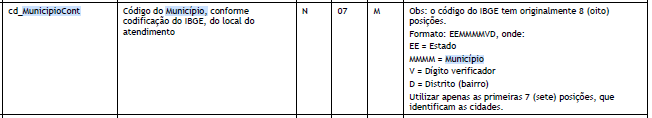 cd_MunicipioCont
Código do Município, conforme
codificação do IBGE, do local do
atendimento
N
07
M
Obs: o código do IBGE tem originalmente 8 (oito)
posições.
Formato: EEMMMMVD, onde:
EE = Estado
MMMM = Município
V = Dígito verificador
D = Distrito (bairro)
Utilizar apenas as primeiras 7 (sete) posições, que
identificam as cidades.